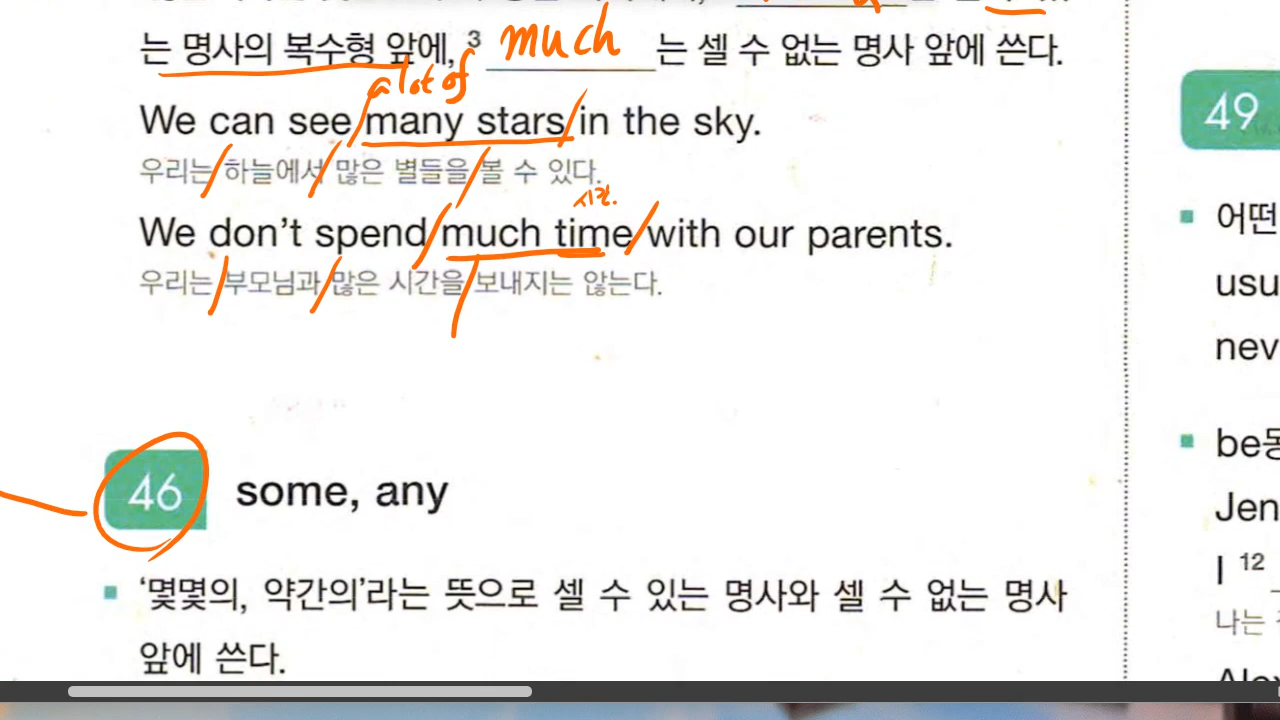 는 명사의 복수형 앞에, 3 much 는 셀 수 없는 명사 앞에 쓴다.
a lot of
We can see many stars in the sky.
우리는 하늘에서 많은 별들을 볼 수 있다.
시간.
We don't spend much time with our parents.
우리는 부모님과 많은 시간을 보내지는 않는다.
46 some, any
‘몇몇의, 약간의’라는 뜻으로 셀 수 있는 명사와 셀 수 없는 명사
앞에 쓴다.
49
어떤
usu
nev
be동
Jen
I 12
나는